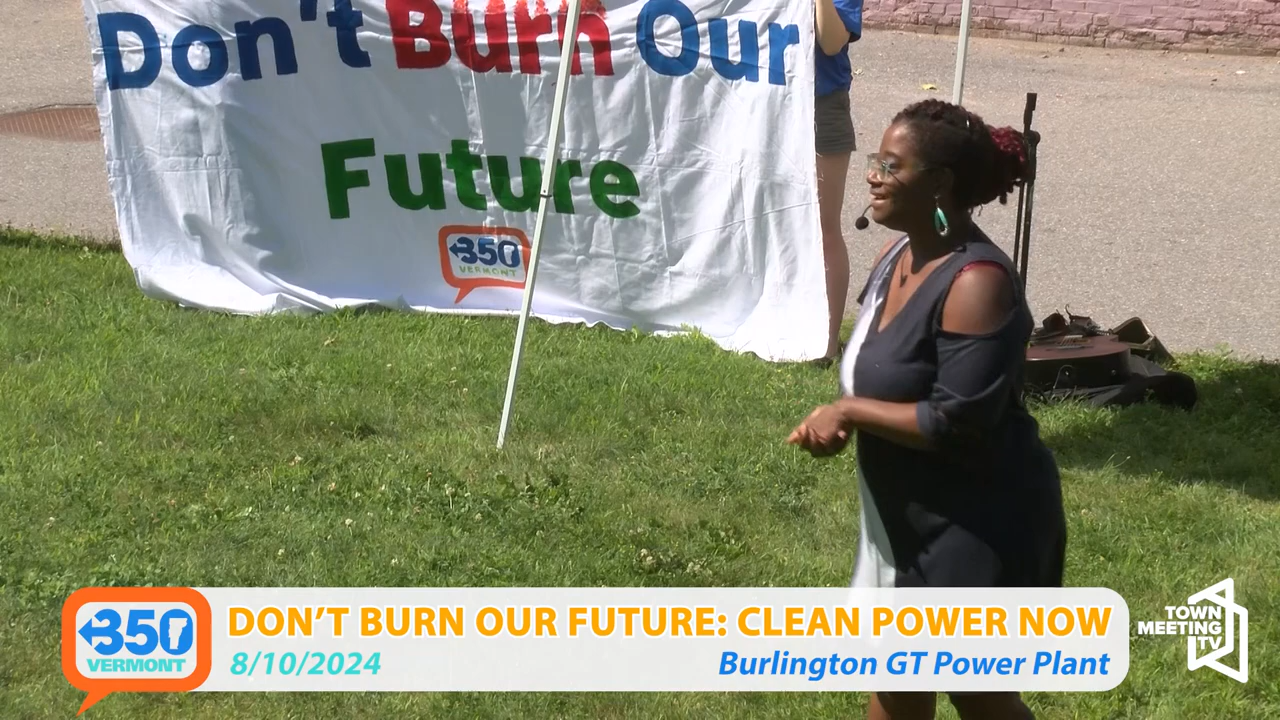 Don't Burn Our
Future
350
VERMONT
350
VERMONT
DON'T BURN OUR FUTURE: CLEAN POWER NOW
8/10/2024
Burlington GT Power Plant
TOWN
MEETING
TV